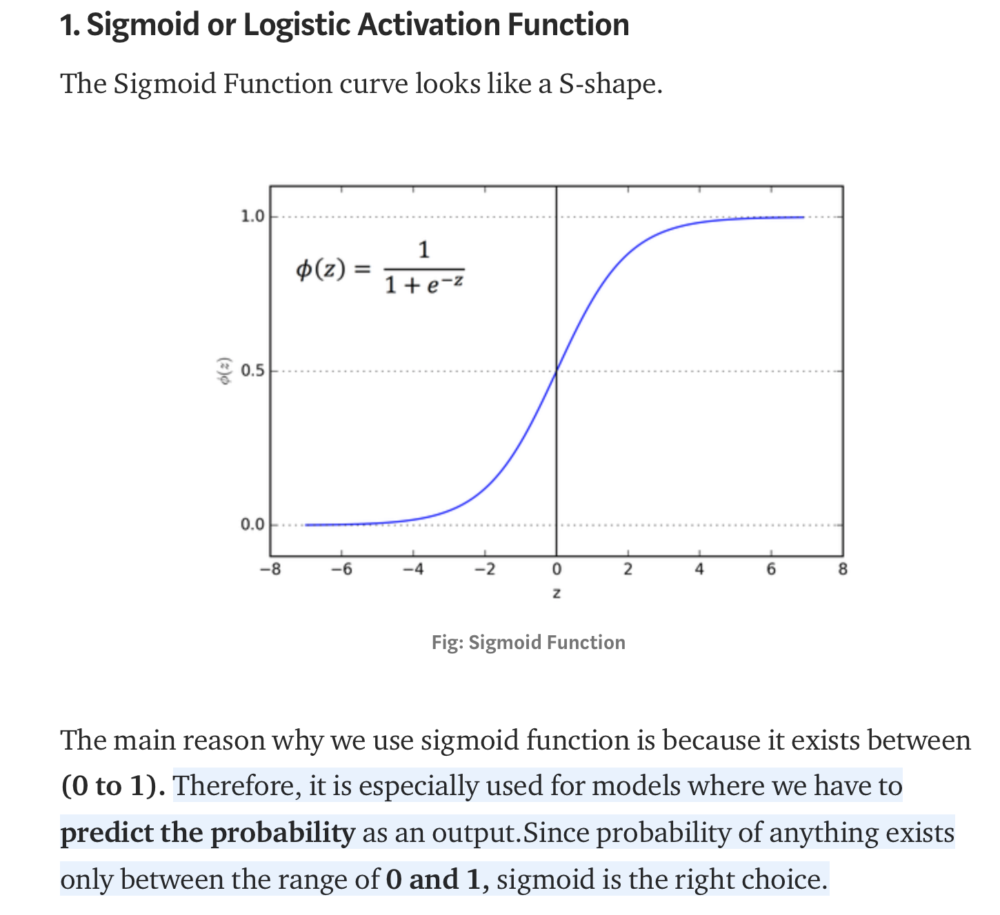 1. Sigmoid or Logistic Activation Function
The Sigmoid Function curve looks like a S-shape.
1.0
ϕ(z) = 1 / (1 + e^−z)
ϕ(z)
0.5
0.0
−8 −6 −4 −2 0 2 4 6 8
z
Fig: Sigmoid Function
The main reason why we use sigmoid function is because it exists between
(0 to 1). Therefore, it is especially used for models where we have to
predict the probability as an output.Since probability of anything exists
only between the range of 0 and 1, sigmoid is the right choice.